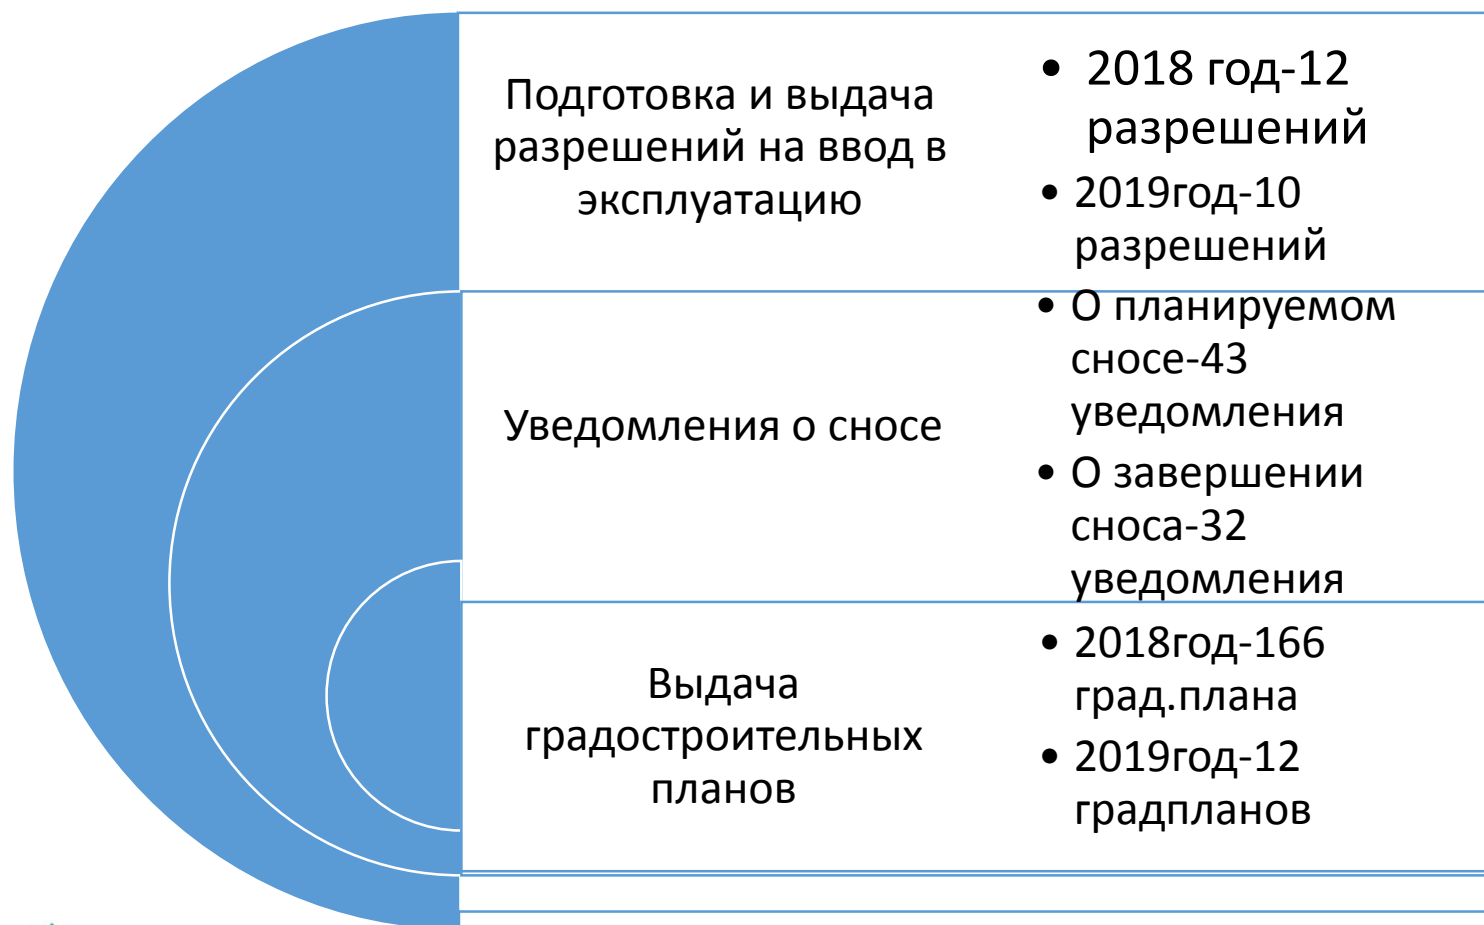 Подготовка и выдача
разрешений на ввод в
эксплуатацию
• 2018 год-12
разрешений
• 2019год-10
разрешений
Уведомления о сносе
• О планируемом
сносе-43
уведомления
• О завершении
сноса-32
уведомления
Выдача
градостроительных
планов
• 2018год-166
град.плана
• 2019год-12
градпланов